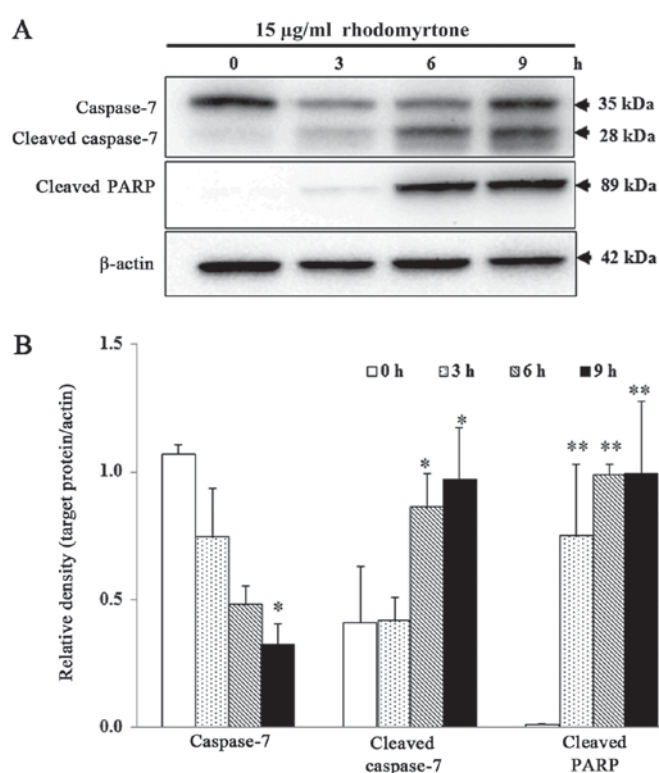 A
15 µg/ml rhodomyrtone
0 3 6 9 h
Caspase-7 35 kDa
Cleaved caspase-7 28 kDa
Cleaved PARP 89 kDa
β-actin 42 kDa
B
Relative density (target protein/actin)
1.5
1.0
0.5
0.0
0 h 3 h 6 h 9 h
*
* *
** ** **
Caspase-7
Cleaved
caspase-7
Cleaved
PARP